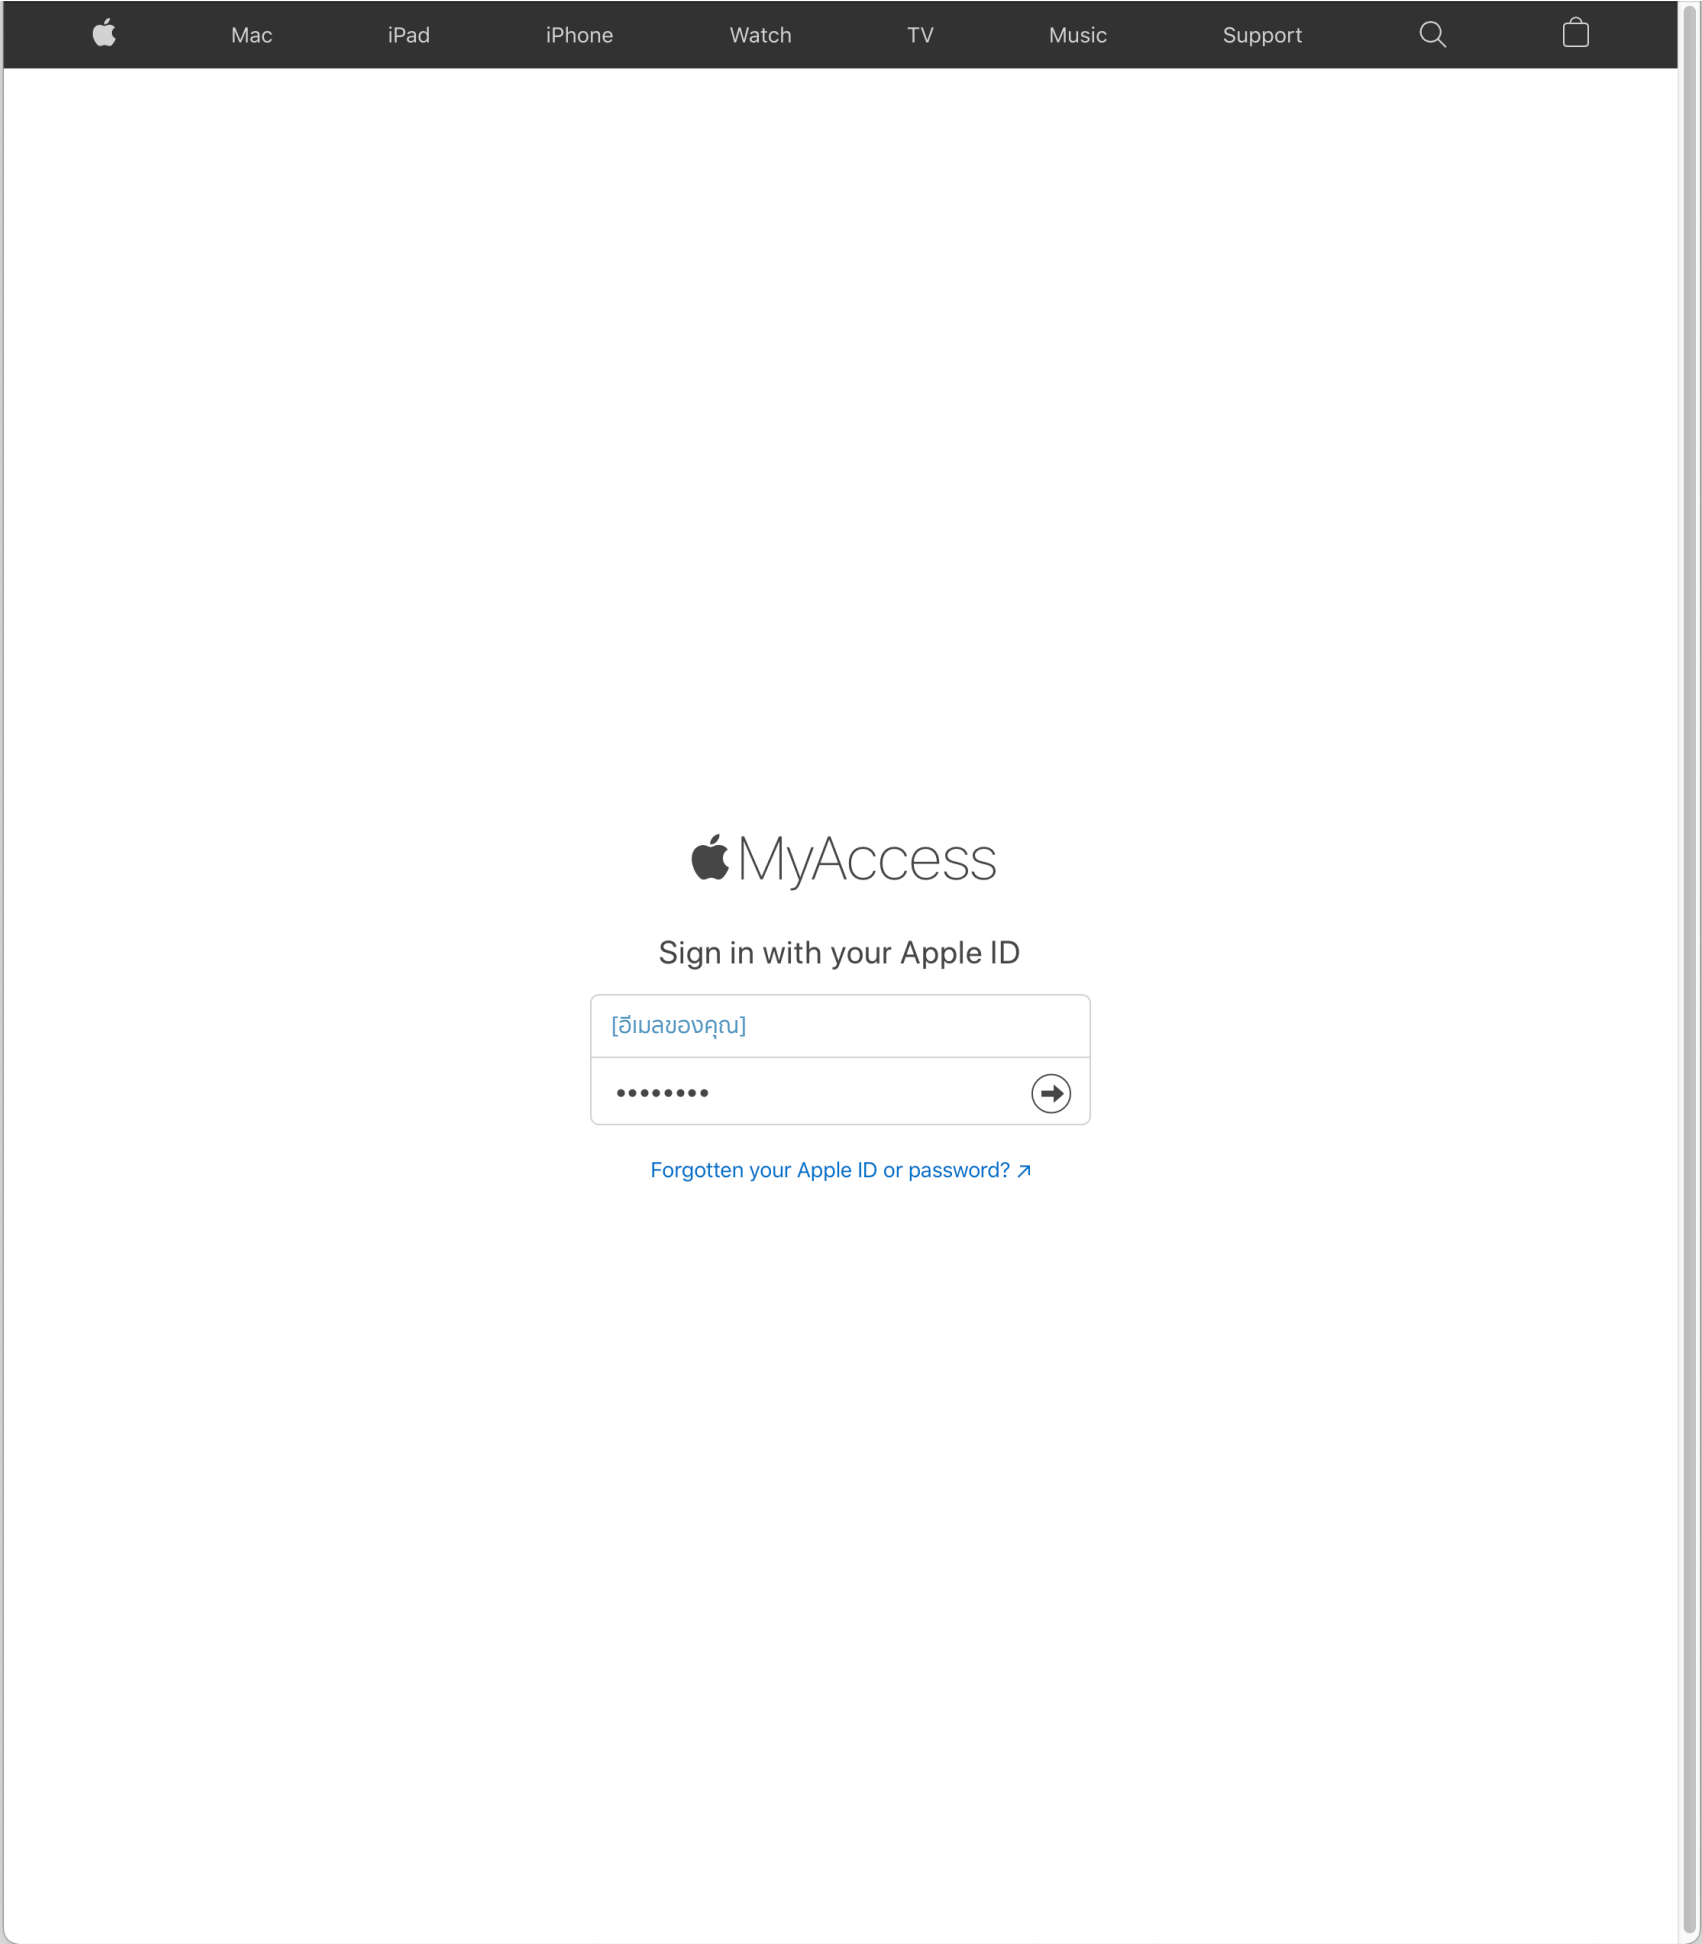 Mac iPad iPhone Watch TV Music Support
MyAccess
Sign in with your Apple ID
[อีเมลของคุณ]
••••••••
Forgotten your Apple ID or password? ↗